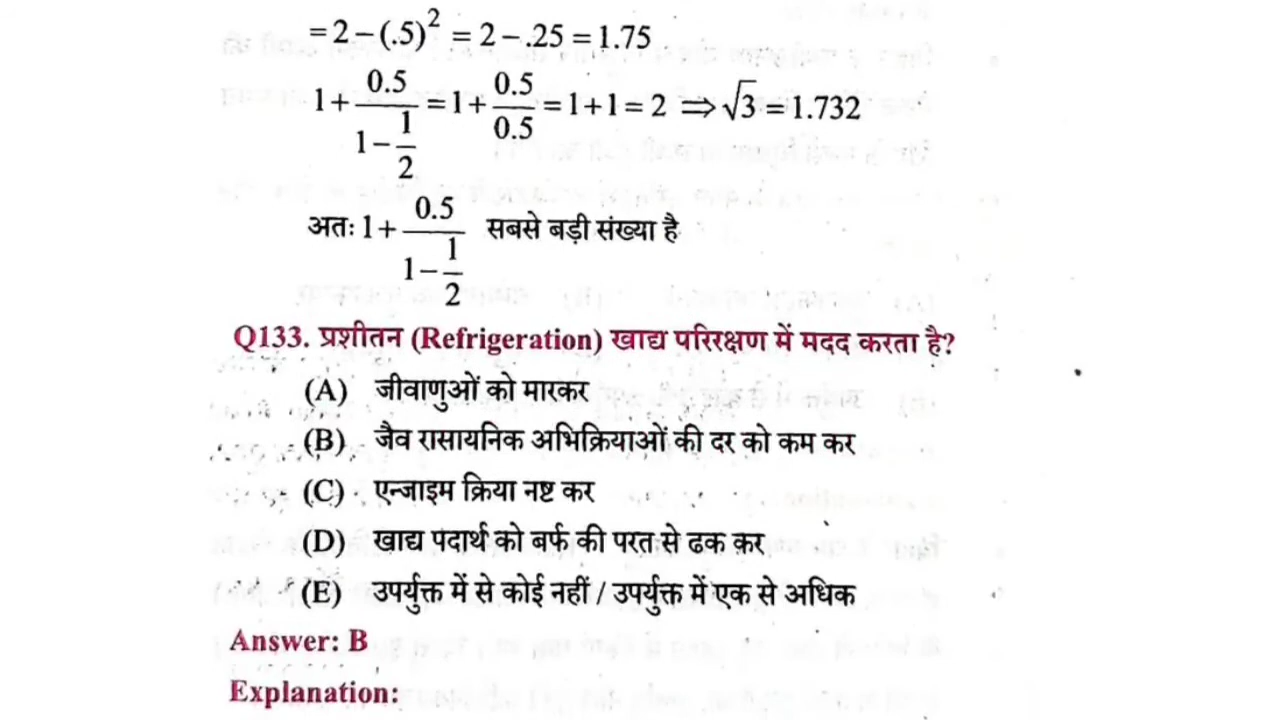 = 2 − (.5)² = 2 − .25 = 1.75
1 + 0.5 / (1 − 1/2) = 1 + 0.5/0.5 = 1 + 1 = 2 ⇒ √3 = 1.732
अतः 1 + 0.5 / (1 − 1/2) सबसे बड़ी संख्या है
Q133. प्रशीतन (Refrigeration) खाद्य परिरक्षण में मदद करता है?
(A) जीवाणुओं को मारकर
(B) जैव रासायनिक अभिक्रियाओं की दर को कम कर
(C) एन्जाइम क्रिया नष्ट कर
(D) खाद्य पदार्थ को बर्फ की परत से ढक कर
(E) उपर्युक्त में से कोई नहीं / उपर्युक्त में एक से अधिक
Answer: B
Explanation: